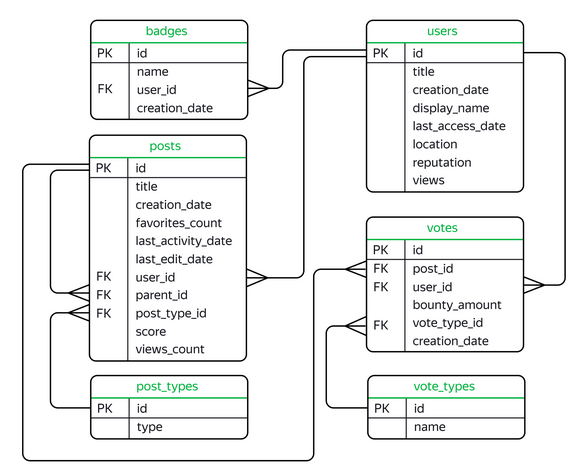 badges
PK id
name
FK user_id
creation_date
users
PK id
title
creation_date
display_name
last_access_date
location
reputation
views
posts
PK id
title
creation_date
favorites_count
last_activity_date
last_edit_date
FK user_id
FK parent_id
FK post_type_id
score
views_count
votes
PK id
FK post_id
FK user_id
bounty_amount
FK vote_type_id
creation_date
post_types
PK id
type
vote_types
PK id
name